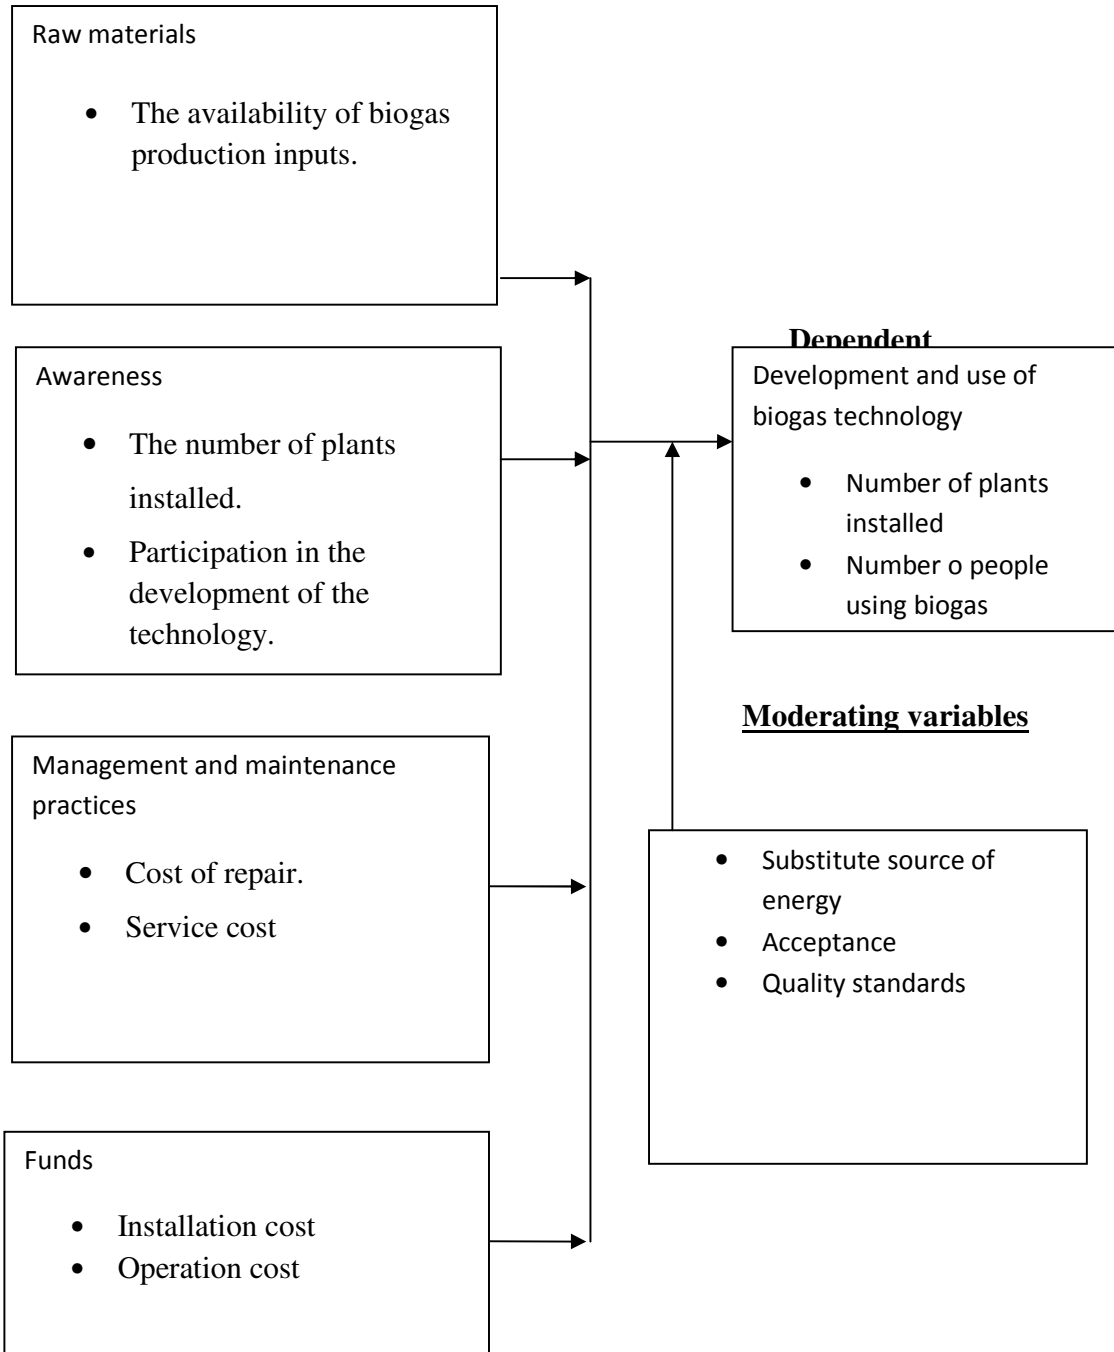 Raw materials
• The availability of biogas
production inputs.
Awareness
• The number of plants
installed.
• Participation in the
development of the
technology.
Management and maintenance
practices
• Cost of repair.
• Service cost
Funds
• Installation cost
• Operation cost
Dependent
Development and use of
biogas technology
• Number of plants
installed
• Number o people
using biogas
Moderating variables
• Substitute source of
energy
• Acceptance
• Quality standards